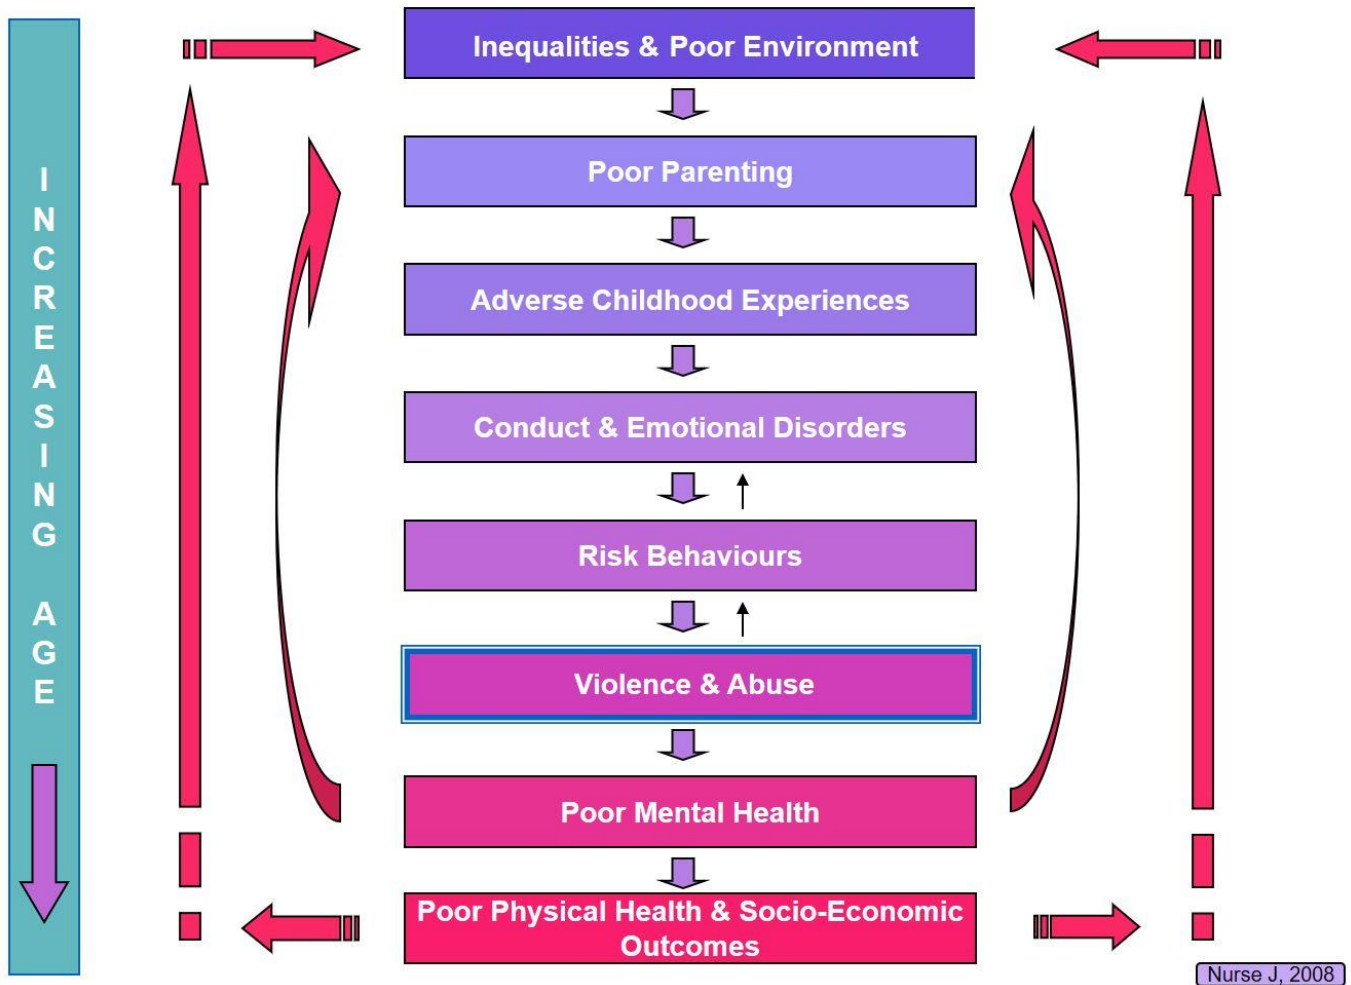 INCREASING AGE
Inequalities & Poor Environment
Poor Parenting
Adverse Childhood Experiences
Conduct & Emotional Disorders
Risk Behaviours
Violence & Abuse
Poor Mental Health
Poor Physical Health & Socio-Economic
Outcomes
Nurse J, 2008